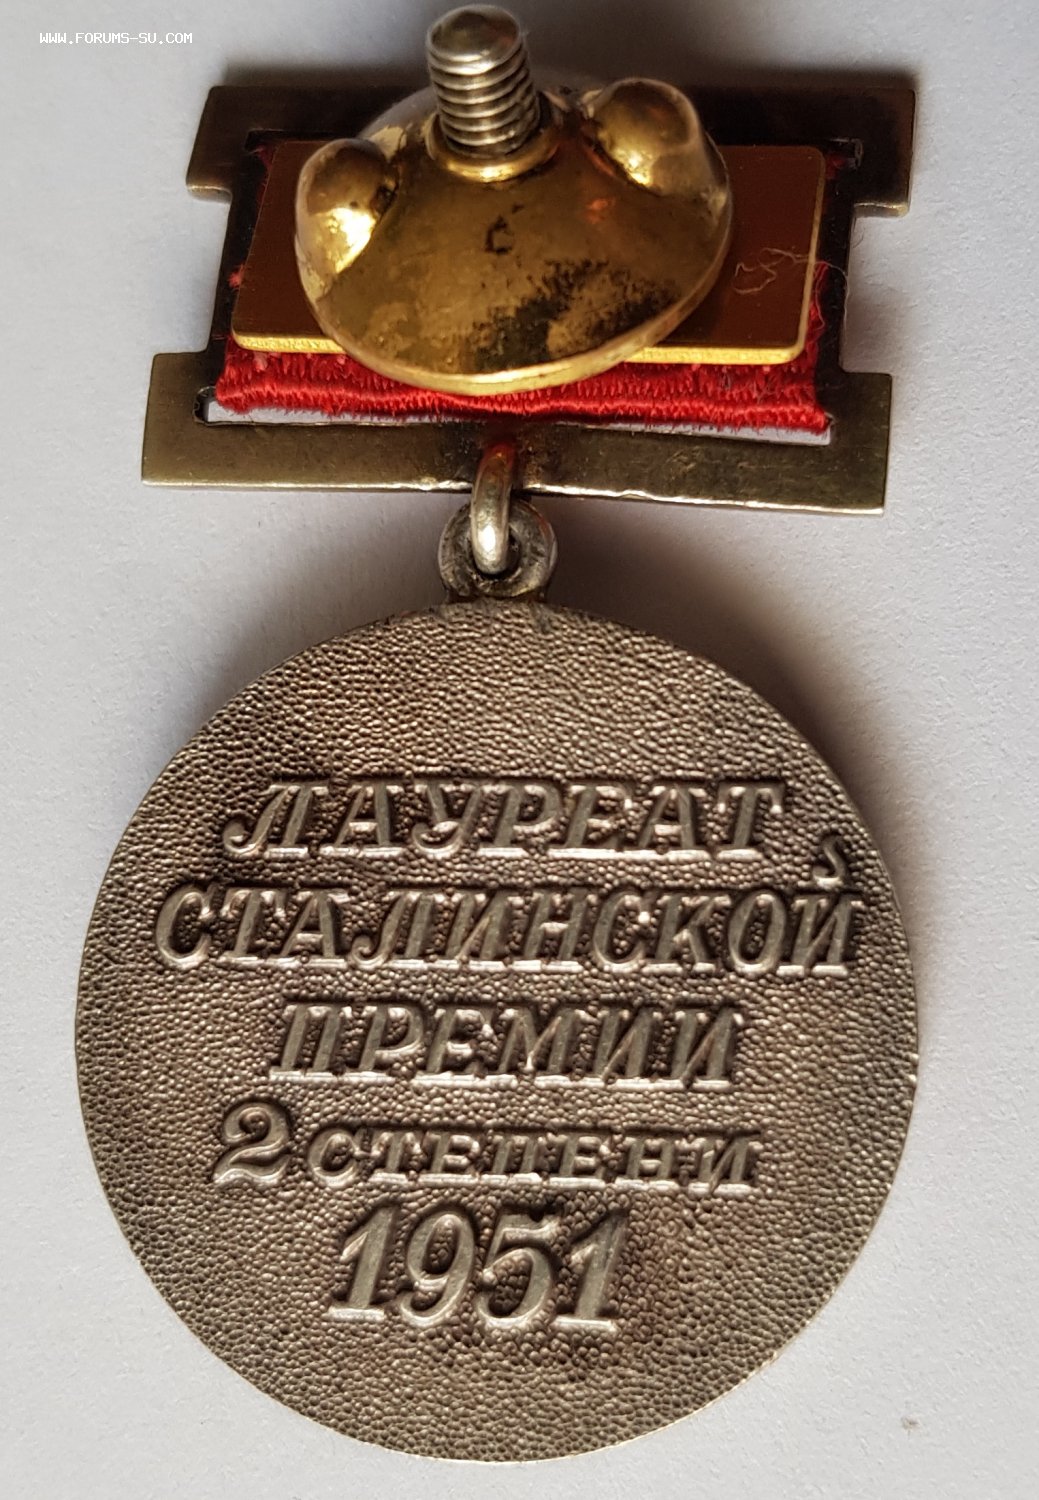 WWW.FORUMS-SU.COM
ЛАУРЕАТ
СТАЛИНСКОЙ
ПРЕМИИ
2 СТЕПЕНИ
1951